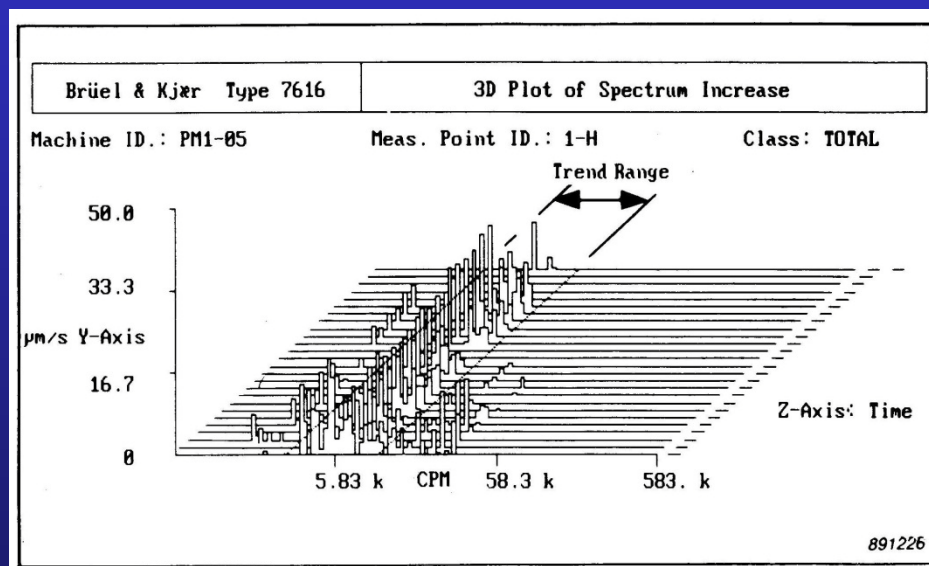 Brüel & Kjær Type 7616
3D Plot of Spectrum Increase
Machine ID.: PM1-05
Meas. Point ID.: 1-H
Class: TOTAL
Trend Range
50.0
33.3
µm/s Y-Axis
16.7
Z-Axis: Time
0
5.83 k CPM 58.3 k 583. k
891226